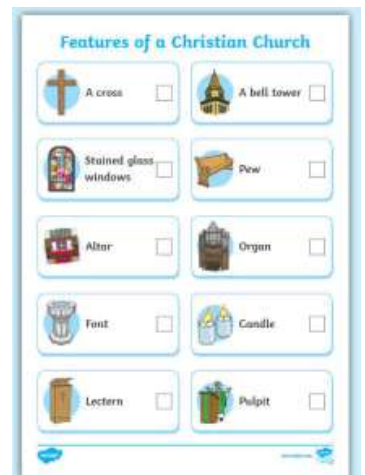 Features of a Christian Church
A cross
A bell tower
Stained glass
windows
Pew
Altar
Organ
Font
Candle
Lectern
Pulpit